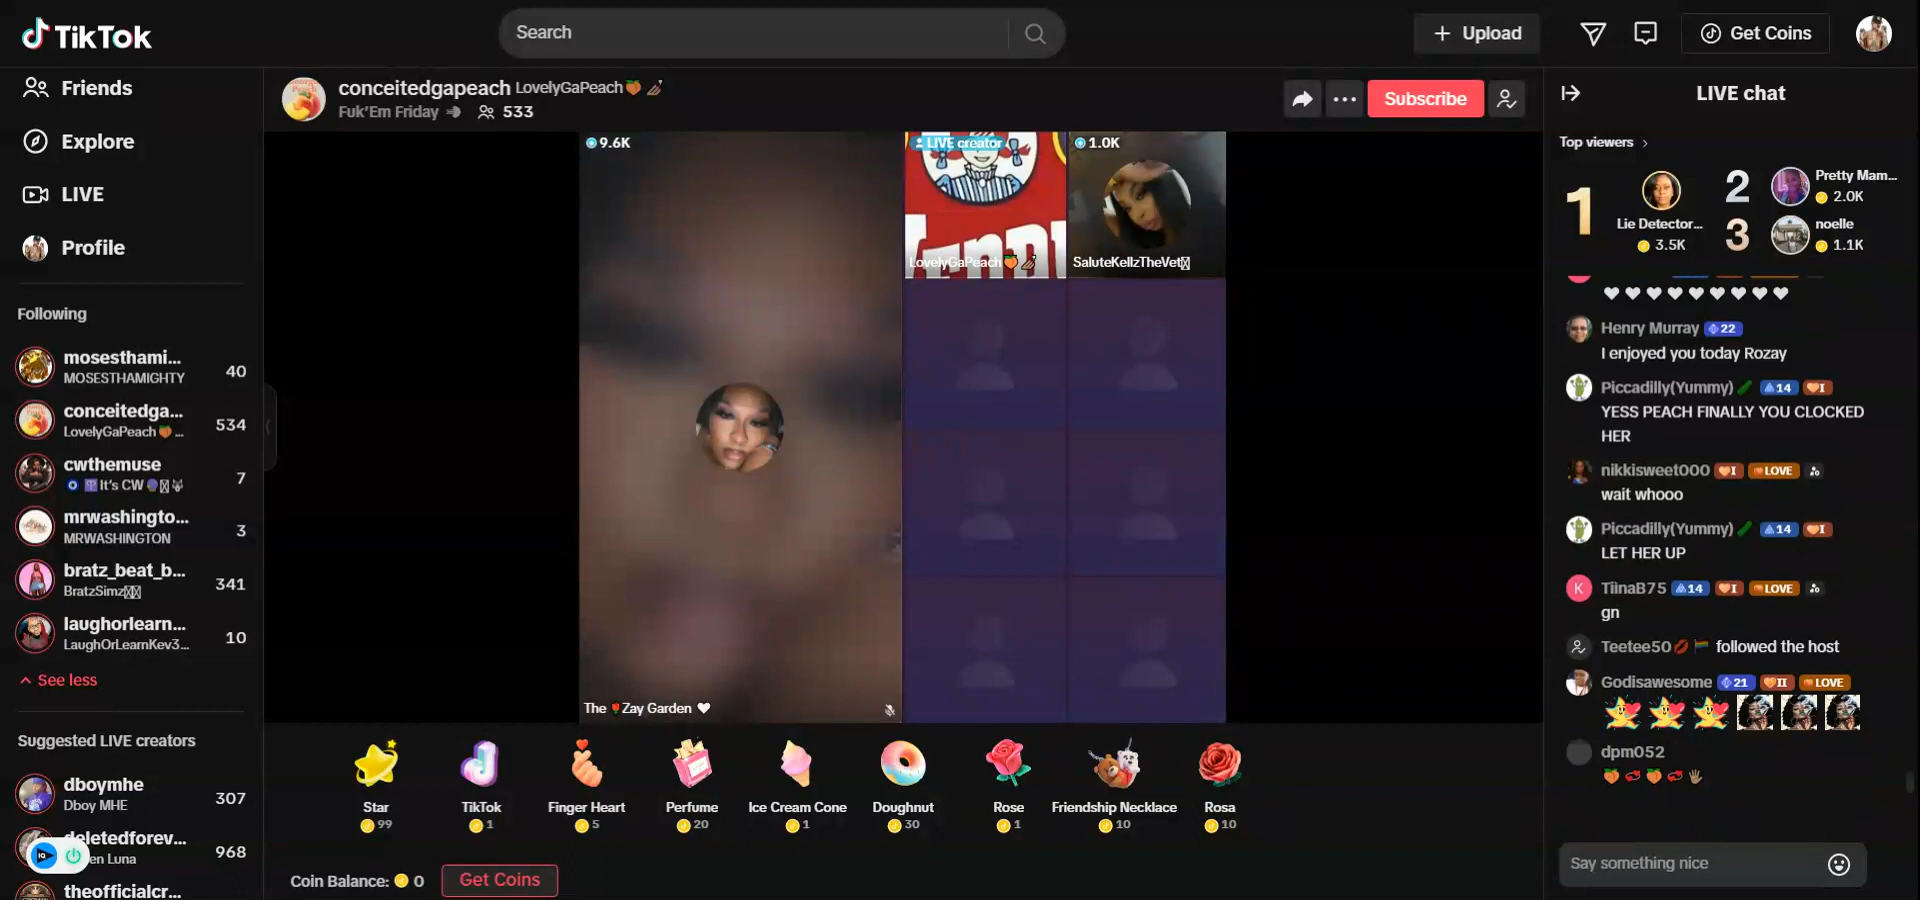 TikTok
Search
Upload
Get Coins
Friends
Explore
LIVE
Profile
Following
mosesthami...
MOSESTHAMIGHTY
40
conceitedga...
LovelyGaPeach🍑...
534
cwthemuse
It's CW
7
mrwashingto...
MRWASHINGTON
3
bratz_beat_b...
BratzSimz
341
laughorlearn...
LaughOrLearnKev3...
10
See less
Suggested LIVE creators
dboymhe
Dboy MHE
307
deletedforev...
en Luna
968
theofficialcr...
conceitedgapeach LovelyGaPeach🍑💅🏾
Fuk'Em Friday 💨 533
Subscribe
9.6K
LIVE creator
1.0K
LovelyGaPeach🍑💅🏾
SaluteKellzTheVet
The 🌹Zay Garden 🤍
Star
99
TikTok
1
Finger Heart
5
Perfume
20
Ice Cream Cone
1
Doughnut
30
Rose
1
Friendship Necklace
10
Rosa
10
Coin Balance: 0
Get Coins
LIVE chat
Top viewers
1
Lie Detector...
3.5K
2
Pretty Mam...
2.0K
3
noelle
1.1K
🤍🤍🤍🤍🤍🤍🤍🤍🤍
Henry Murray 22
I enjoyed you today Rozay
Piccadilly(Yummy)🥒 14 I
YESS PEACH FINALLY YOU CLOCKED
HER
nikkisweet000 I LOVE
wait whooo
Piccadilly(Yummy)🥒 14 I
LET HER UP
K TiinaB75 14 I LOVE
gn
Teetee50💋🏳️‍🌈 followed the host
Godisawesome 21 II LOVE
dpm052
Say something nice